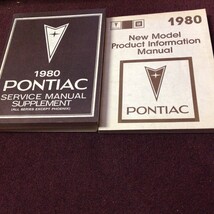 1980
PONTIAC
SERVICE MANUAL
SUPPLEMENT
(ALL SERIES EXCEPT PHOENIX)
1980
New Model
Product Information
Manual
PONTIAC